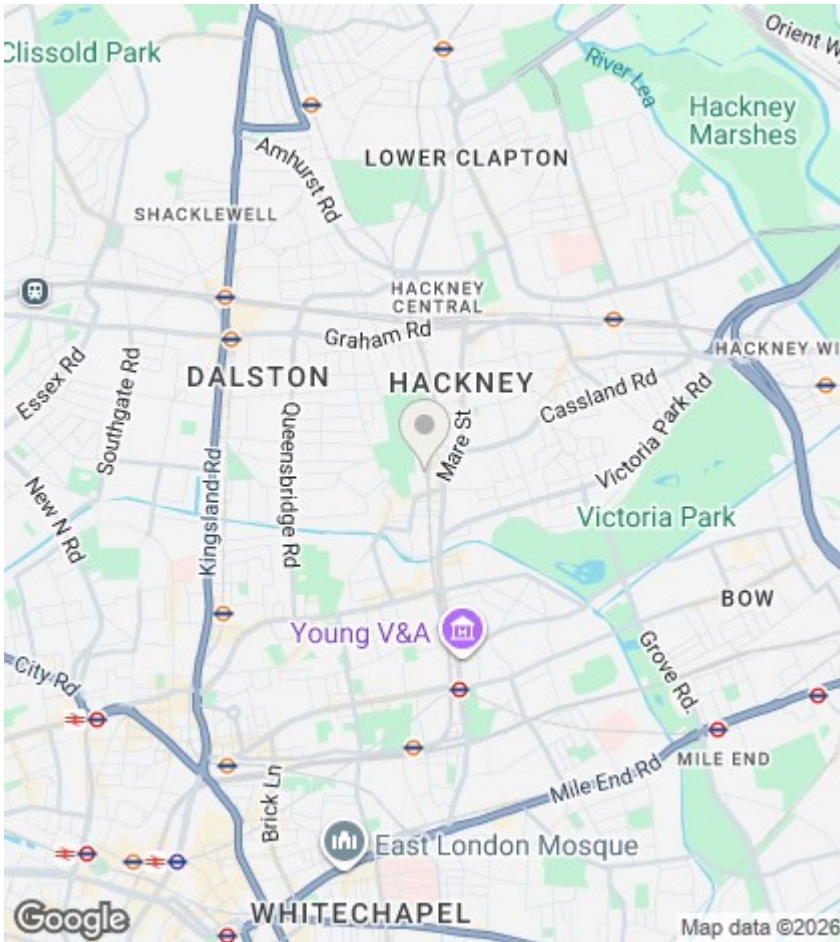 Orient W
Clissold Park
River Lea
Hackney
Marshes
LOWER CLAPTON
Amhurst Rd
SHACKLEWELL
HACKNEY
CENTRAL
Graham Rd
HACKNEY WI
Essex Rd
Southgate Rd
DALSTON
HACKNEY
Cassland Rd
Queensbridge Rd
Mare St
Victoria Park Rd
Kingsland Rd
New N Rd
Victoria Park
BOW
Young V&A
Grove Rd.
City Rd
MILE END
Mile End Rd
Brick Ln
East London Mosque
WHITECHAPEL
Google
Map data ©202